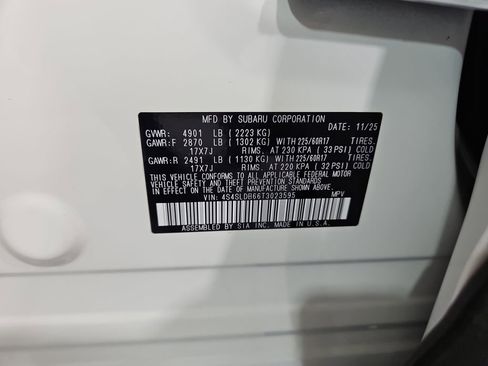 MFD BY SUBARU CORPORATION DATE: 11/25
GVWR: 4901 LB ( 2223 KG)
GAWR:F 2870 LB ( 1302 KG) WITH 225/60R17 TIRES,
17X7J RIMS, AT 230 KPA ( 33 PSI) COLD
GAWR:R 2491 LB ( 1130 KG) WITH 225/60R17 TIRES,
17X7J RIMS, AT 220 KPA ( 32 PSI) COLD
THIS VEHICLE CONFORMS TO ALL APPLICABLE FEDERAL MOTOR
VEHICLE SAFETY AND THEFT PREVENTION STANDARDS
IN EFFECT ON THE DATE OF MANUFACTURE SHOWN ABOVE.
VIN: 4S4SLDB66T3023595 MPV
ASSEMBLED BY SIA INC. MADE IN U.S.A.